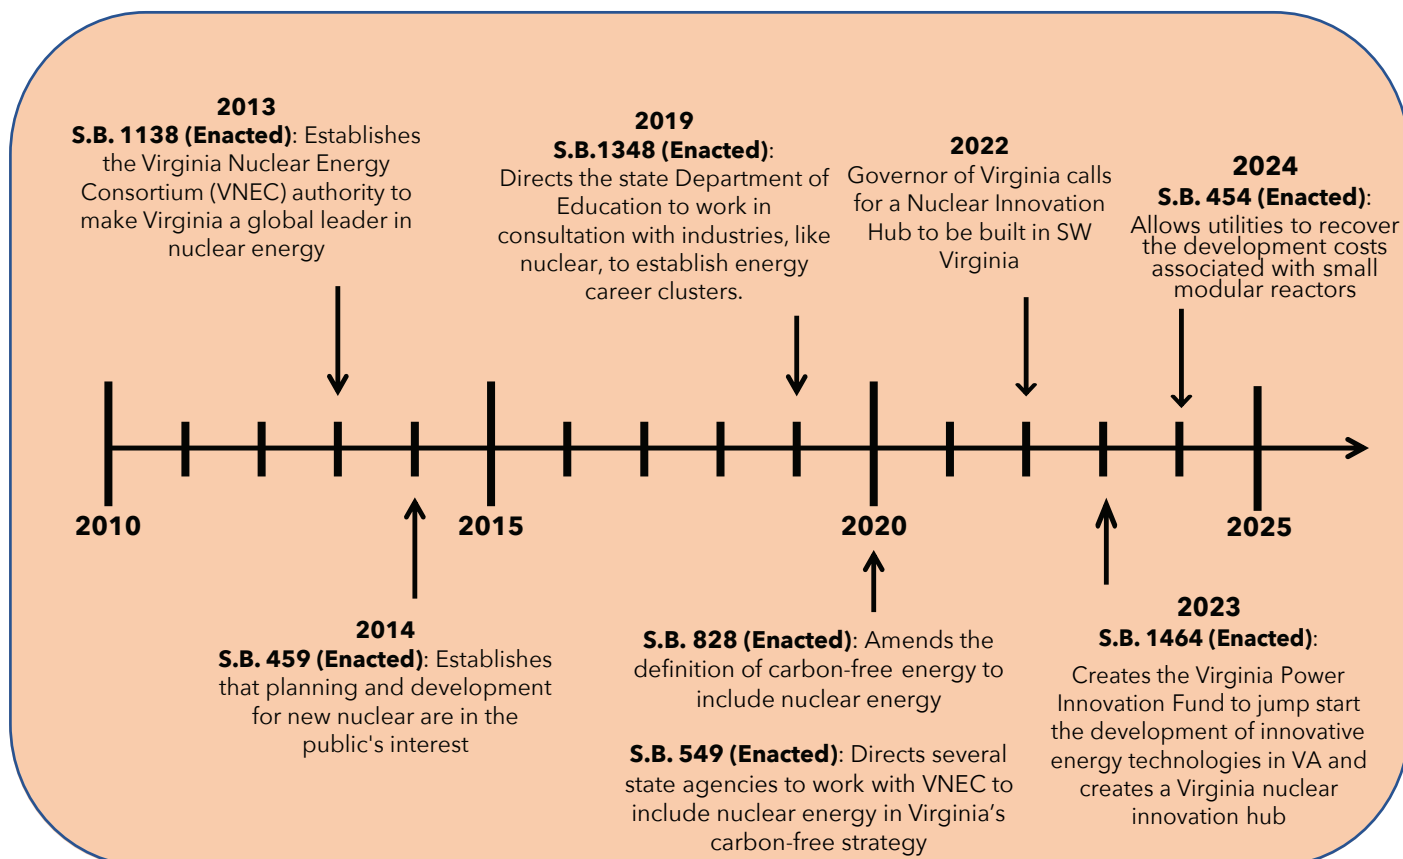 2013
S.B. 1138 (Enacted): Establishes
the Virginia Nuclear Energy
Consortium (VNEC) authority to
make Virginia a global leader in
nuclear energy
2019
S.B.1348 (Enacted):
Directs the state Department of
Education to work in
consultation with industries, like
nuclear, to establish energy
career clusters.
2022
Governor of Virginia calls
for a Nuclear Innovation
Hub to be built in SW
Virginia
2024
S.B. 454 (Enacted):
Allows utilities to recover
the development costs
associated with small
modular reactors
2010
2015
2020
2025
2014
S.B. 459 (Enacted): Establishes
that planning and development
for new nuclear are in the
public's interest
S.B. 828 (Enacted): Amends the
definition of carbon-free energy to
include nuclear energy
S.B. 549 (Enacted): Directs several
state agencies to work with VNEC to
include nuclear energy in Virginia’s
carbon-free strategy
2023
S.B. 1464 (Enacted):
Creates the Virginia Power
Innovation Fund to jump start
the development of innovative
energy technologies in VA and
creates a Virginia nuclear
innovation hub